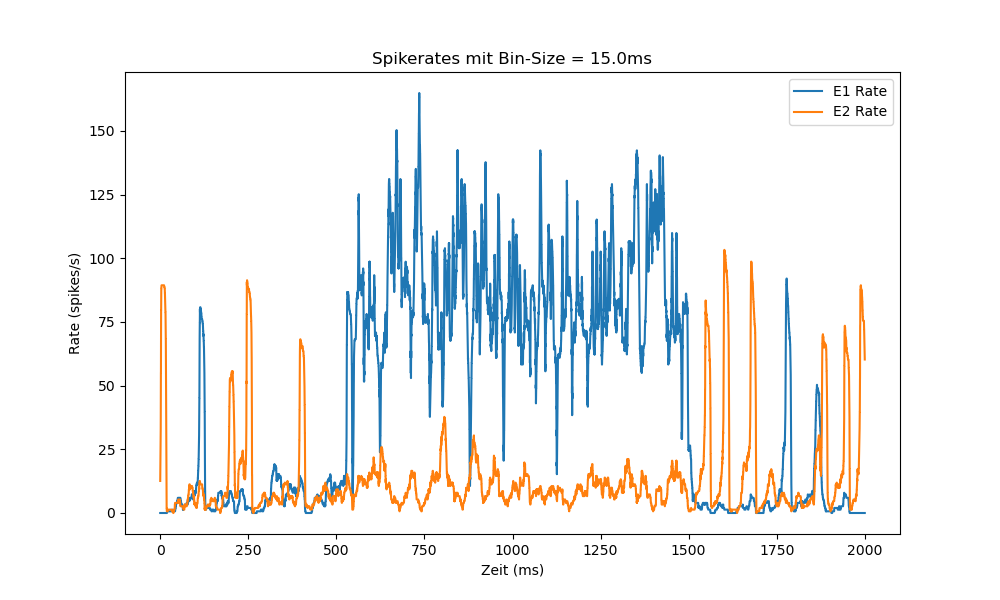 Spikerates mit Bin-Size = 15.0ms
E1 Rate
E2 Rate
150
125
100
75
50
25
0
Rate (spikes/s)
0 250 500 750 1000 1250 1500 1750 2000
Zeit (ms)